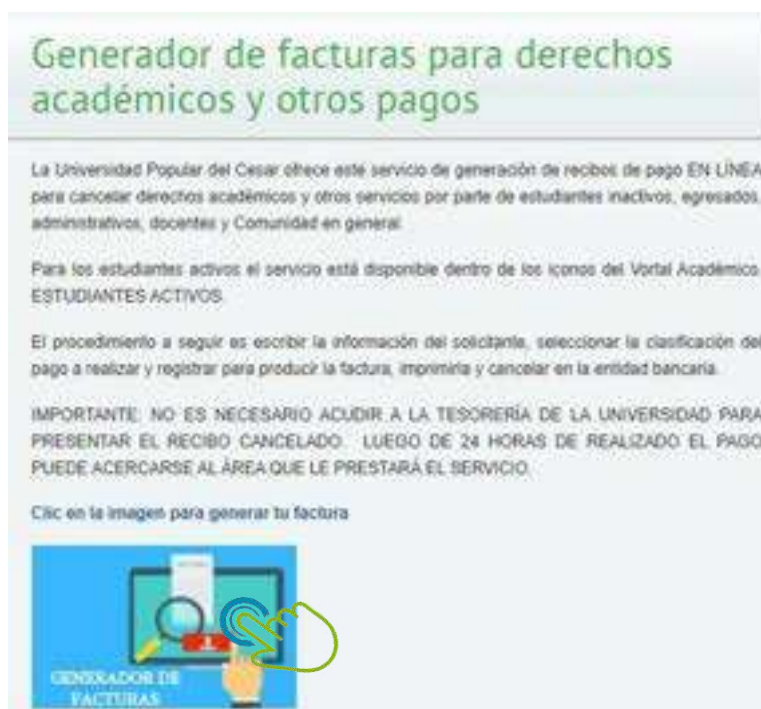 Generador de facturas para derechos
académicos y otros pagos
La Universidad Popular del Cesar ofrece este servicio de generación de recibos de pago EN LÍNEA
para cancelar derechos académicos y otros servicios por parte de estudiantes inactivos, egresados,
administrativos, docentes y Comunidad en general.
Para los estudiantes activos el servicio está disponible dentro de los iconos del Vortal Académico.
ESTUDIANTES ACTIVOS.
El procedimiento a seguir es escribir la información del solicitante, seleccionar la clasificación del
pago a realizar y registrar para producir la factura, imprimirla y cancelar en la entidad bancaria.
IMPORTANTE: NO ES NECESARIO ACUDIR A LA TESORERÍA DE LA UNIVERSIDAD PARA
PRESENTAR EL RECIBO CANCELADO. LUEGO DE 24 HORAS DE REALIZADO EL PAGO
PUEDE ACERCARSE AL ÁREA QUE LE PRESTARÁ EL SERVICIO.
Clic en la imagen para generar tu factura
GENERADOR DE
FACTURAS